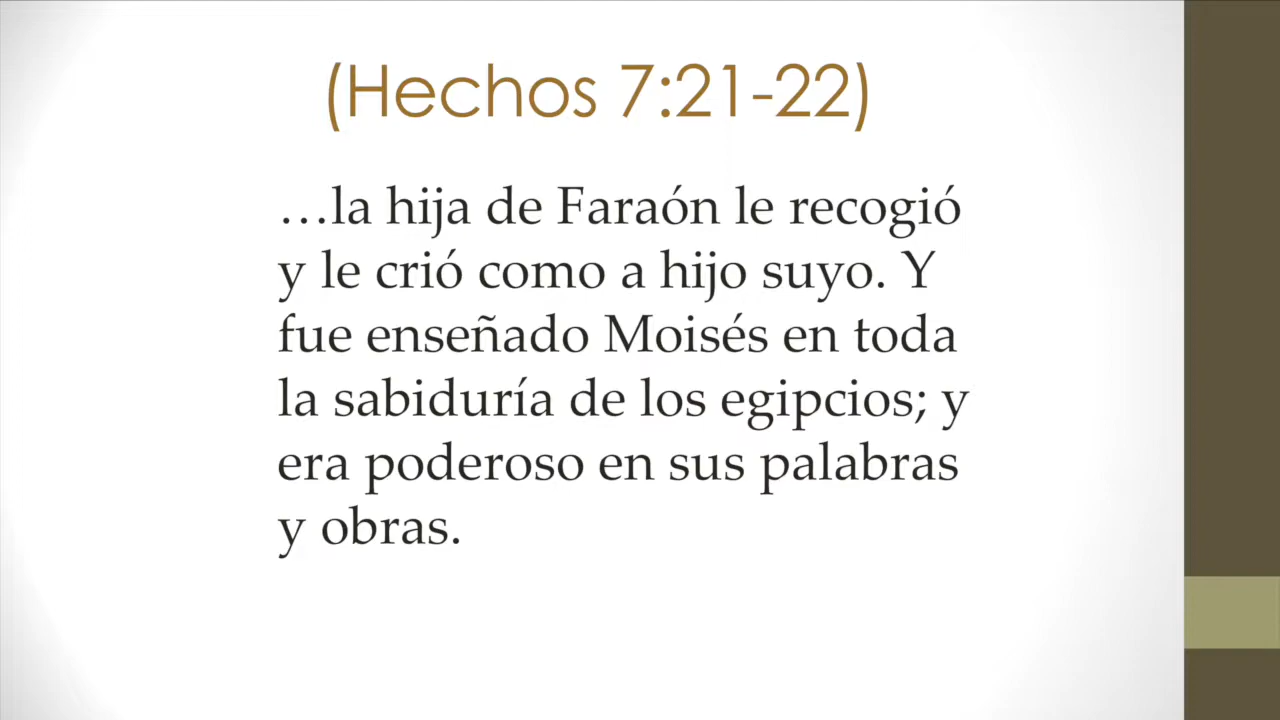 (Hechos 7:21-22)
…la hija de Faraón le recogió
y le crió como a hijo suyo. Y
fue enseñado Moisés en toda
la sabiduría de los egipcios; y
era poderoso en sus palabras
y obras.